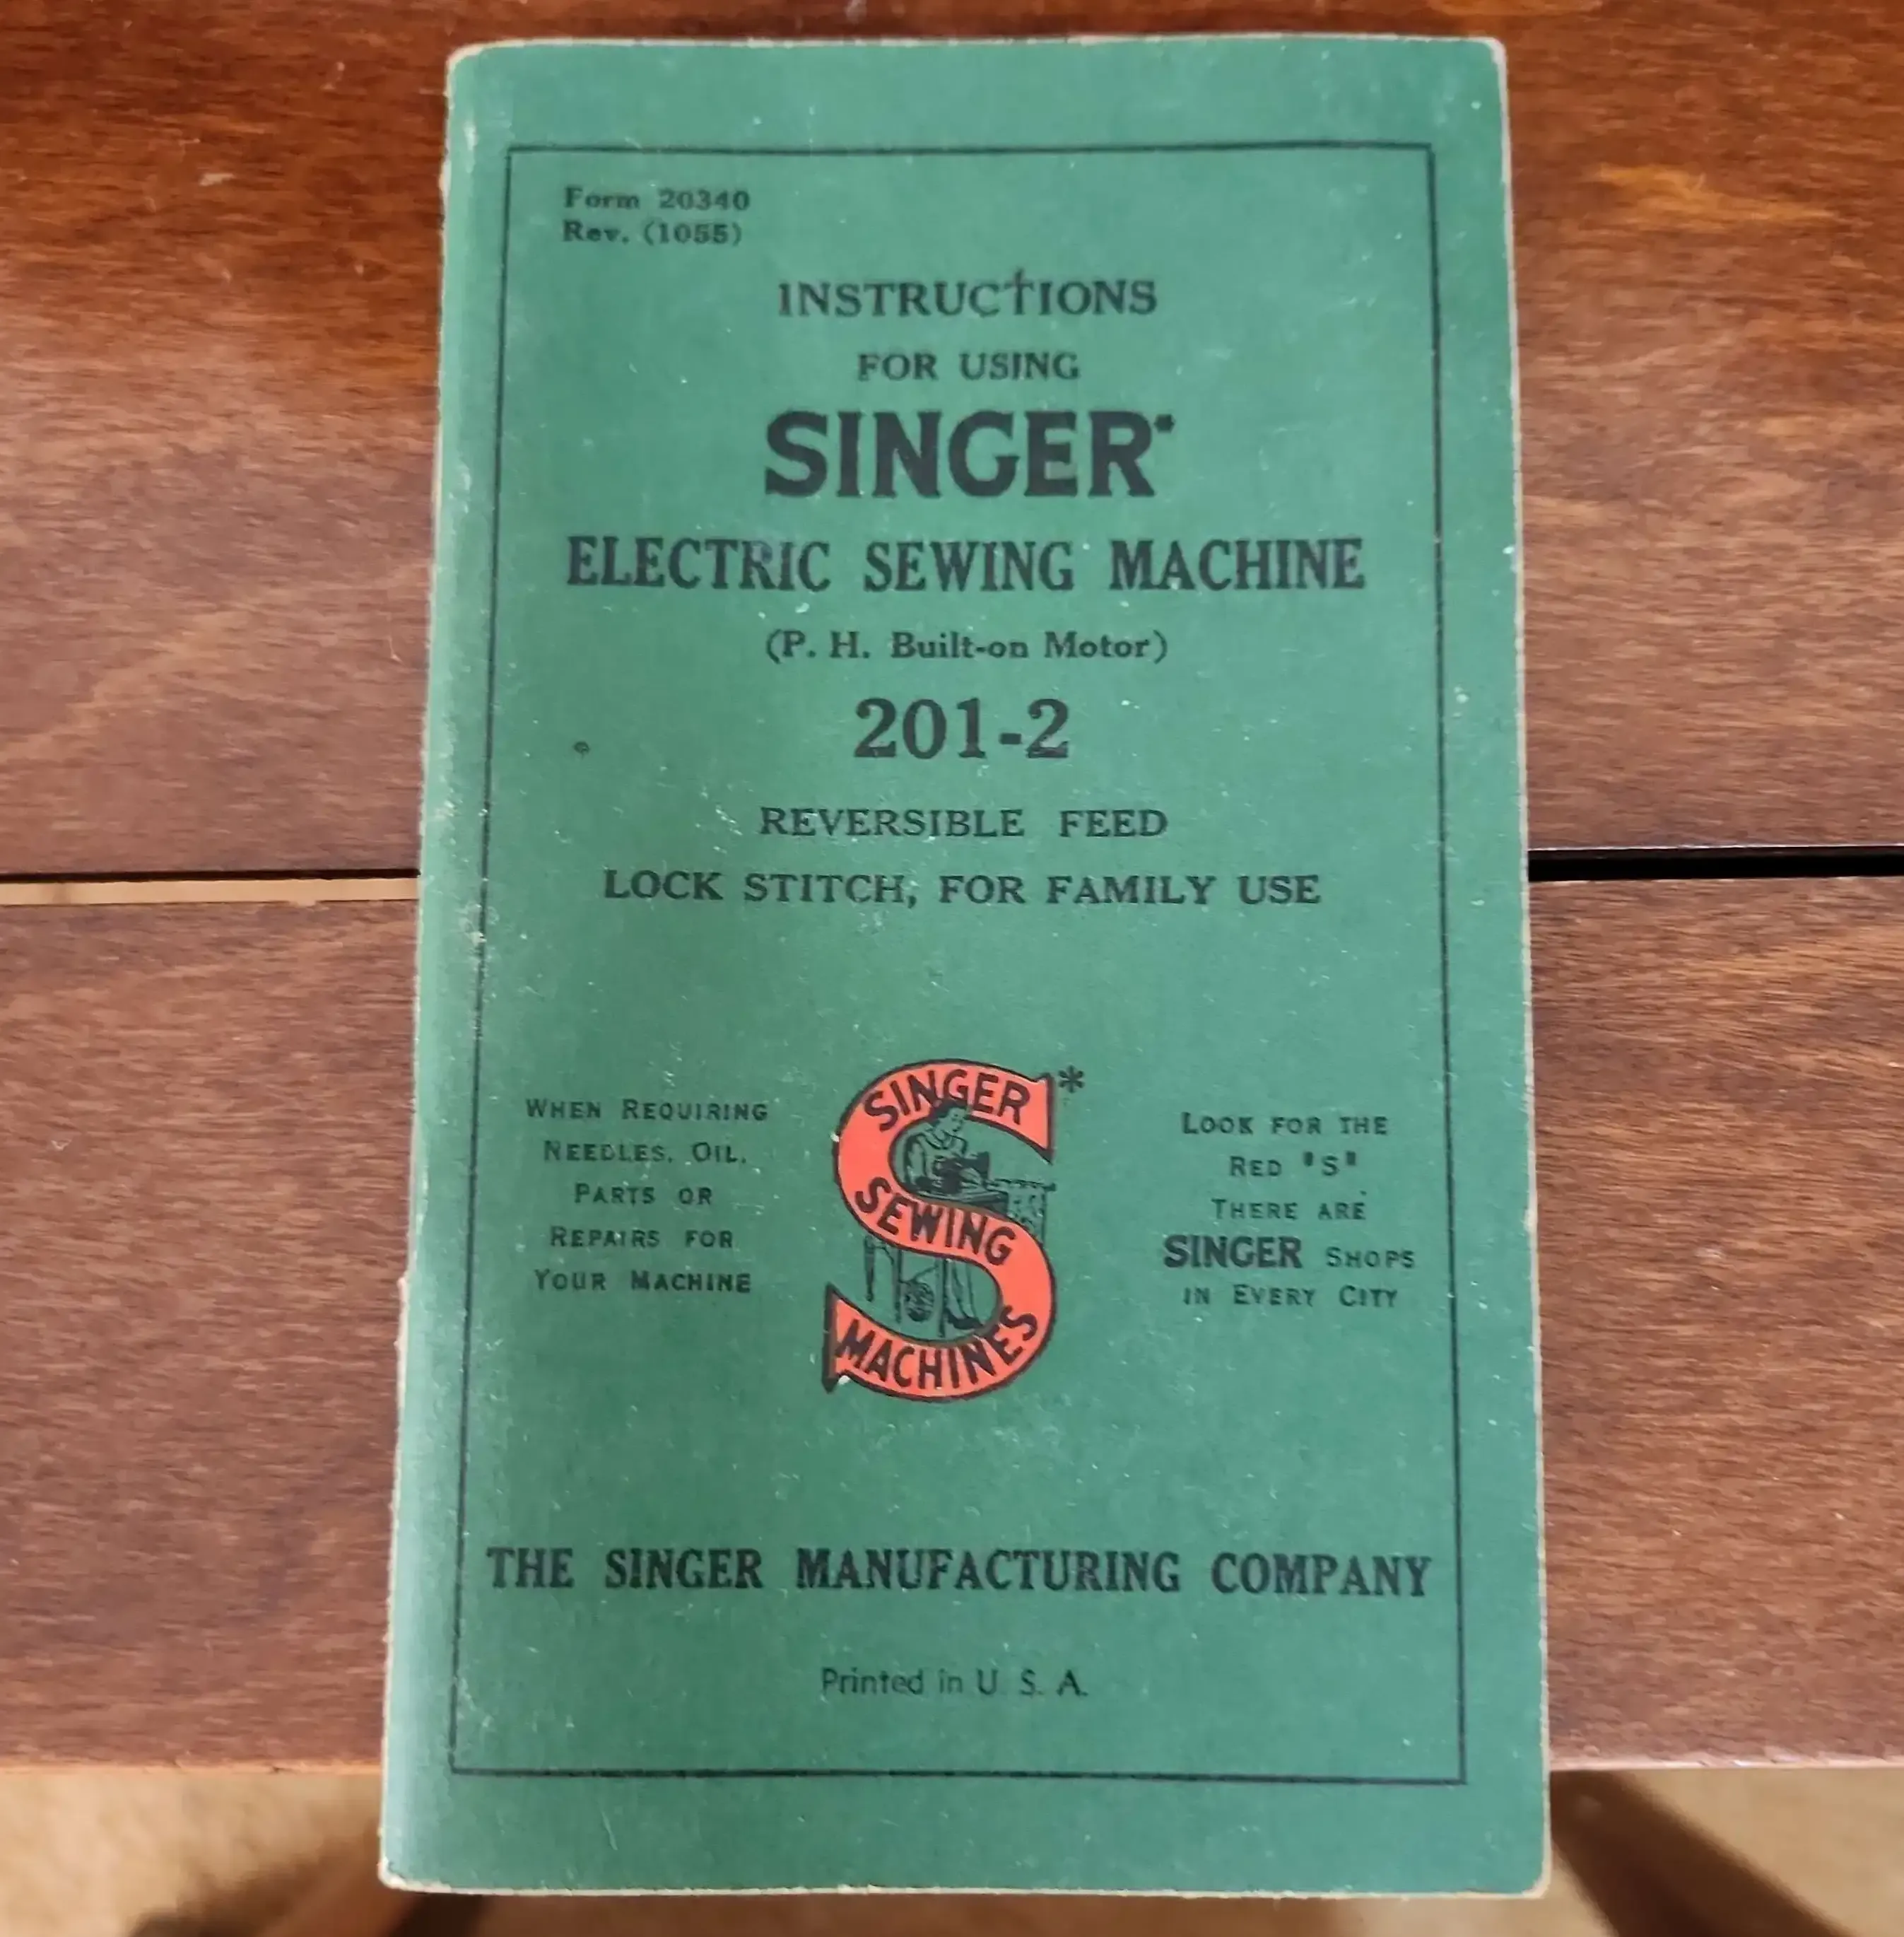 Form 20340
Rev. (1055)
INSTRUCTIONS
FOR USING
SINGER*
ELECTRIC SEWING MACHINE
(P. H. Built-on Motor)
201-2
REVERSIBLE FEED
LOCK STITCH, FOR FAMILY USE
WHEN REQUIRING
NEEDLES, OIL,
PARTS OR
REPAIRS FOR
YOUR MACHINE
SINGER*
SEWING
MACHINES
LOOK FOR THE
RED "S"
THERE ARE
SINGER SHOPS
IN EVERY CITY
THE SINGER MANUFACTURING COMPANY
Printed in U. S. A.